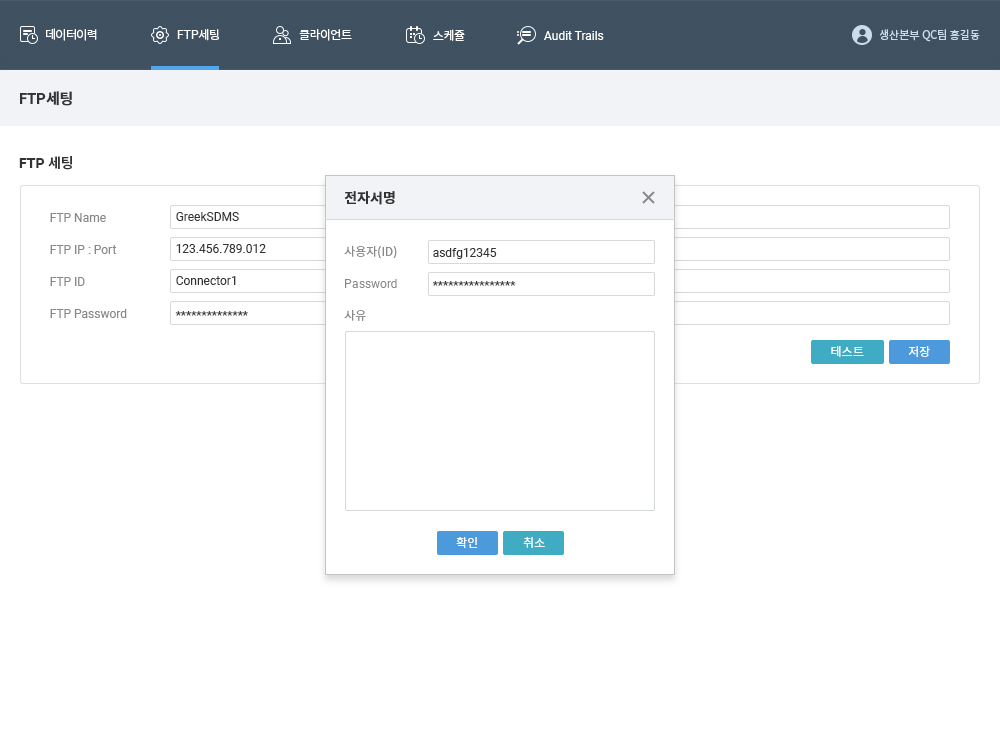 데이터이력 FTP세팅 클라이언트 스케쥴 Audit Trails 생산본부 QC팀 홍길동
FTP세팅
FTP 세팅
FTP Name GreekSDMS
FTP IP : Port 123.456.789.012
FTP ID Connector1
FTP Password **************
테스트 저장
전자서명
사용자(ID) asdfg12345
Password ****************
사유
확인 취소